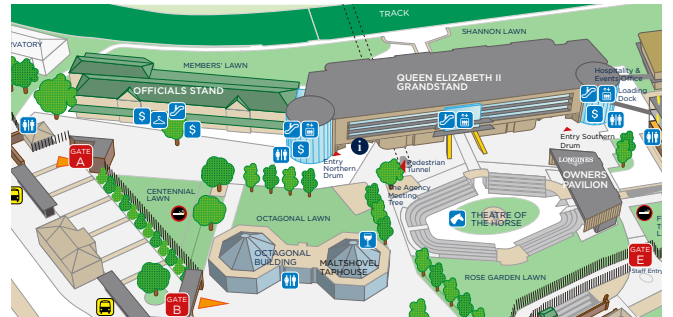 TRACK
SHANNON LAWN
RVATORY
MEMBERS' LAWN
QUEEN ELIZABETH II
GRANDSTAND
Hospitality &
Events Office
Loading
Dock
OFFICIALS STAND
$
$
$
$
i
Entry Southern
Drum
GATE
A
Entry
Northern
Drum
Pedestrian
Tunnel
LONGINES
OWNERS
PAVILION
The Agency
Meeting
Tree
CENTENNIAL
LAWN
OCTAGONAL LAWN
THEATRE OF
THE HORSE
OCTAGONAL
BUILDING
MALTSHOVEL
TAPHOUSE
GATE
E
Staff Entry
ROSE GARDEN LAWN
GATE
B